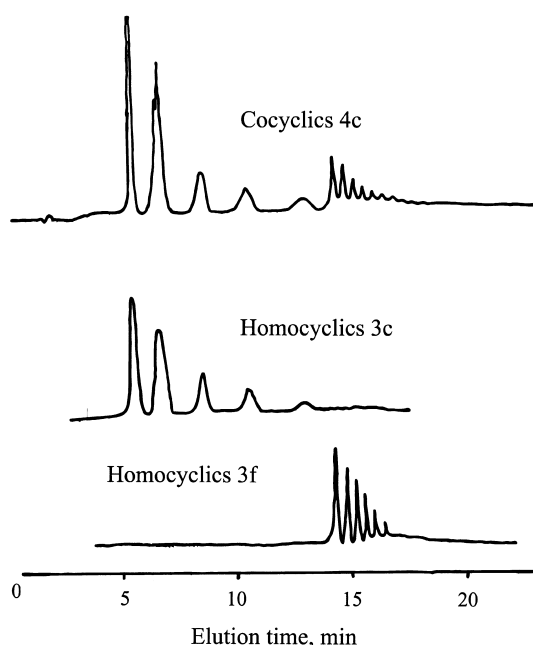 Cocyclics 4c
Homocyclics 3c
Homocyclics 3f
0 5 10 15 20
Elution time, min